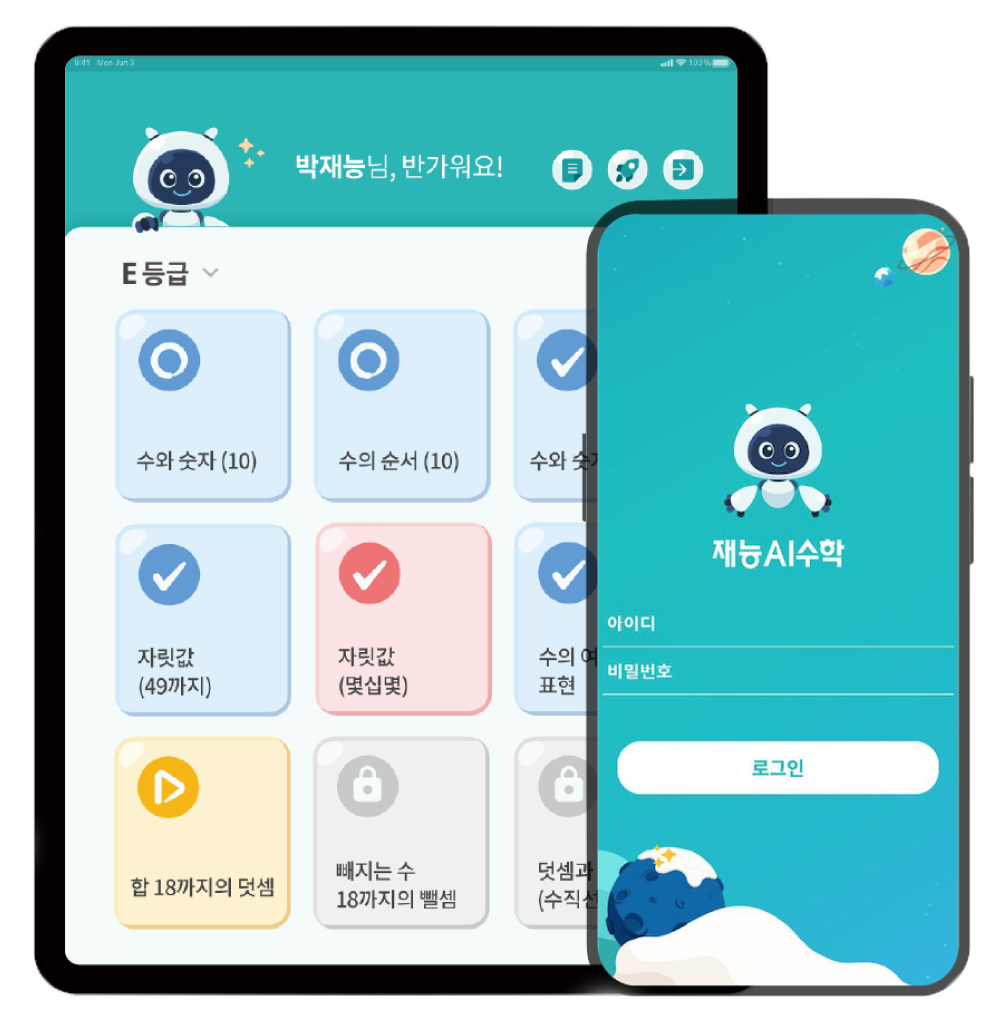 9:41 Mon Jun 3
100%
박재능님, 반가워요!
E 등급
수와 숫자 (10)
수의 순서 (10)
수와 숫
자릿값
(49까지)
자릿값
(몇십몇)
수의 여
표현
합 18까지의 덧셈
빼지는 수
18까지의 뺄셈
덧셈과
(수직선
재능AI수학
아이디
비밀번호
로그인